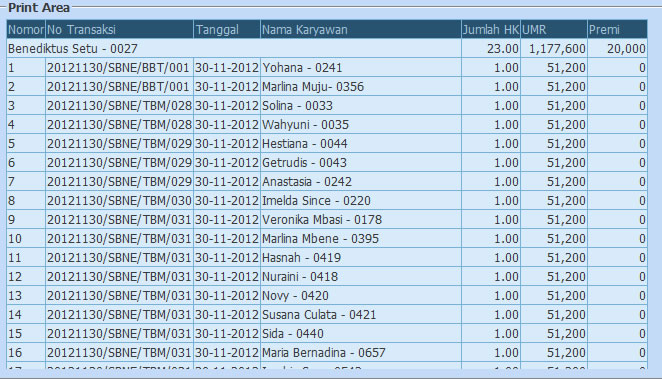 Print Area
Nomor No Transaksi Tanggal Nama Karyawan Jumlah HK UMR Premi
Benediktus Setu - 0027 23.00 1,177,600 20,000
1 20121130/SBNE/BBT/001 30-11-2012 Yohana - 0241 1.00 51,200 0
2 20121130/SBNE/BBT/001 30-11-2012 Marlina Muju- 0356 1.00 51,200 0
3 20121130/SBNE/TBM/028 30-11-2012 Solina - 0033 1.00 51,200 0
4 20121130/SBNE/TBM/028 30-11-2012 Wahyuni - 0035 1.00 51,200 0
5 20121130/SBNE/TBM/029 30-11-2012 Hestiana - 0044 1.00 51,200 0
6 20121130/SBNE/TBM/029 30-11-2012 Getrudis - 0043 1.00 51,200 0
7 20121130/SBNE/TBM/029 30-11-2012 Anastasia - 0242 1.00 51,200 0
8 20121130/SBNE/TBM/030 30-11-2012 Imelda Since - 0220 1.00 51,200 0
9 20121130/SBNE/TBM/031 30-11-2012 Veronika Mbasi - 0178 1.00 51,200 0
10 20121130/SBNE/TBM/031 30-11-2012 Marlina Mbene - 0395 1.00 51,200 0
11 20121130/SBNE/TBM/031 30-11-2012 Hasnah - 0419 1.00 51,200 0
12 20121130/SBNE/TBM/031 30-11-2012 Nuraini - 0418 1.00 51,200 0
13 20121130/SBNE/TBM/031 30-11-2012 Novy - 0420 1.00 51,200 0
14 20121130/SBNE/TBM/031 30-11-2012 Susana Culata - 0421 1.00 51,200 0
15 20121130/SBNE/TBM/031 30-11-2012 Sida - 0440 1.00 51,200 0
16 20121130/SBNE/TBM/031 30-11-2012 Maria Bernadina - 0657 1.00 51,200 0